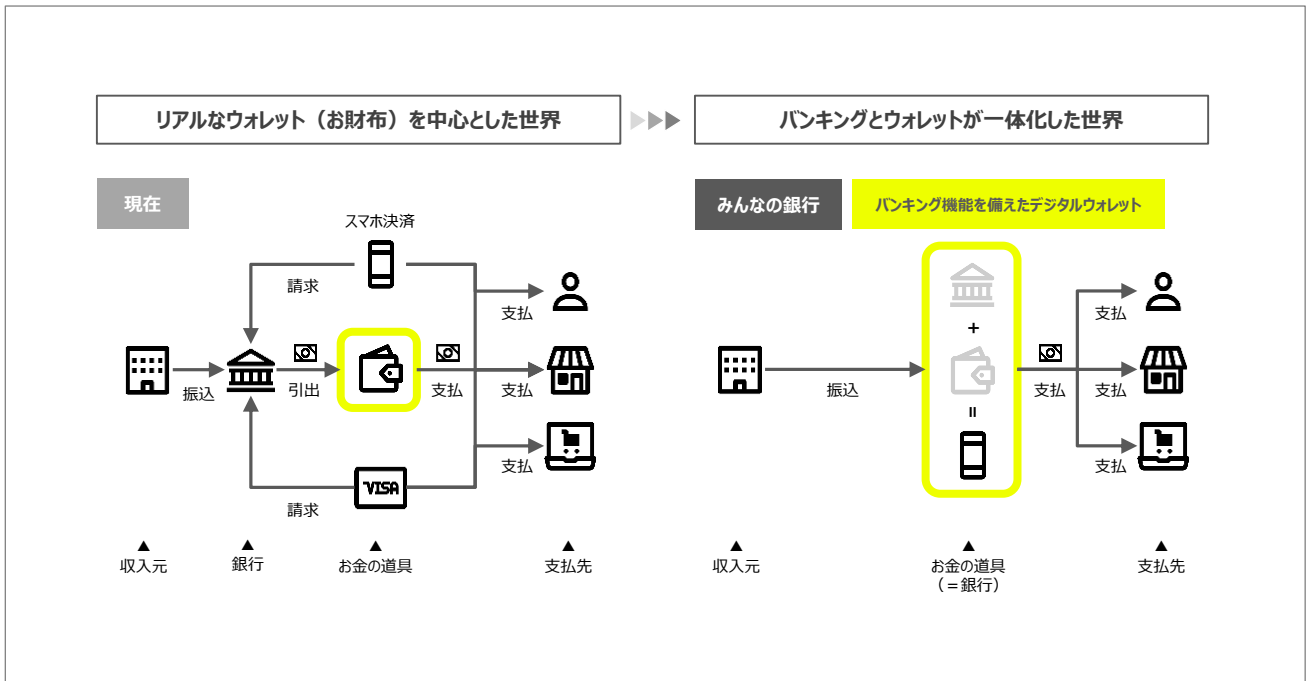 リアルなウォレット（お財布）を中心とした世界
バンキングとウォレットが一体化した世界
現在
スマホ決済
請求
支払
振込
引出
支払
支払
VISA
支払
請求
▲
収入元
▲
銀行
▲
お金の道具
▲
支払先
みんなの銀行
バンキング機能を備えたデジタルウォレット
+
=
振込
支払
支払
支払
支払
▲
収入元
▲
お金の道具
（＝銀行）
▲
支払先